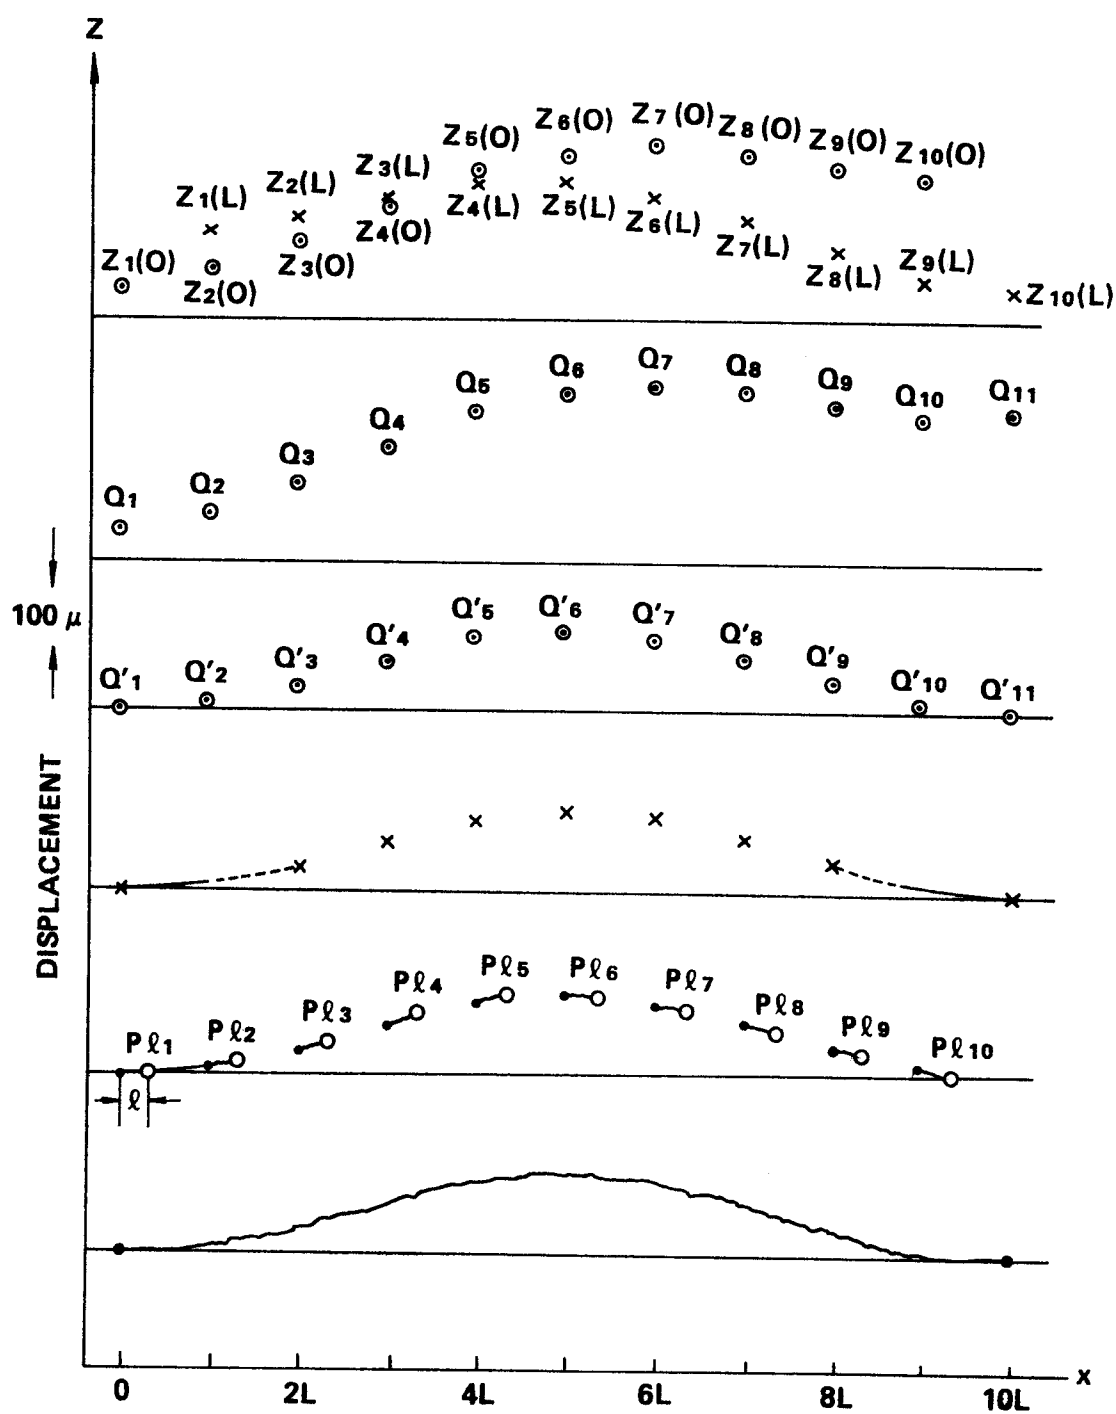 Z
Z1(O)
Z1(L)
Z2(O)
Z2(L)
Z3(O)
Z3(L)
Z4(O)
Z5(O)
Z4(L)
Z6(O)
Z5(L)
Z7(O)
Z6(L)
Z8(O)
Z7(L)
Z9(O)
Z8(L)
Z10(O)
Z9(L)
Z10(L)
Q1
Q2
Q3
Q4
Q5
Q6
Q7
Q8
Q9
Q10
Q11
100 μ
Q'1
Q'2
Q'3
Q'4
Q'5
Q'6
Q'7
Q'8
Q'9
Q'10
Q'11
DISPLACEMENT
Pℓ1
Pℓ2
Pℓ3
Pℓ4
Pℓ5
Pℓ6
Pℓ7
Pℓ8
Pℓ9
Pℓ10
ℓ
0 2L 4L 6L 8L 10L
x